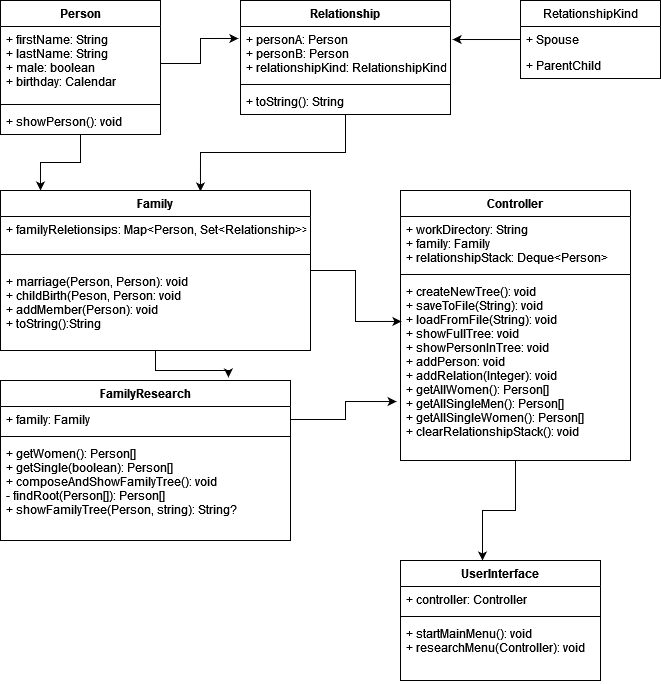 Person
+ firstName: String
+ lastName: String
+ male: boolean
+ birthday: Calendar
+ showPerson(): void
Relationship
+ personA: Person
+ personB: Person
+ relationshipKind: RelationshipKind
+ toString(): String
RelationshipKind
+ Spouse
+ ParentChild
Family
+ familyReletionsips: Map<Person, Set<Relationship>>
+ marriage(Person, Person): void
+ childBirth(Peson, Person: void
+ addMember(Person): void
+ toString():String
Controller
+ workDirectory: String
+ family: Family
+ relationshipStack: Deque<Person>
+ createNewTree(): void
+ saveToFile(String): void
+ loadFromFile(String): void
+ showFullTree: void
+ showPersonInTree: void
+ addPerson: void
+ addRelation(Integer): void
+ getAllWomen(): Person[]
+ getAllSingleMen(): Person[]
+ getAllSingleWomen(): Person[]
+ clearRelationshipStack(): void
FamilyResearch
+ family: Family
+ getWomen(): Person[]
+ getSingle(boolean): Person[]
+ composeAndShowFamilyTree(): void
- findRoot(Person[]): Person[]
+ showFamilyTree(Person, string): String?
UserInterface
+ controller: Controller
+ startMainMenu(): void
+ researchMenu(Controller): void